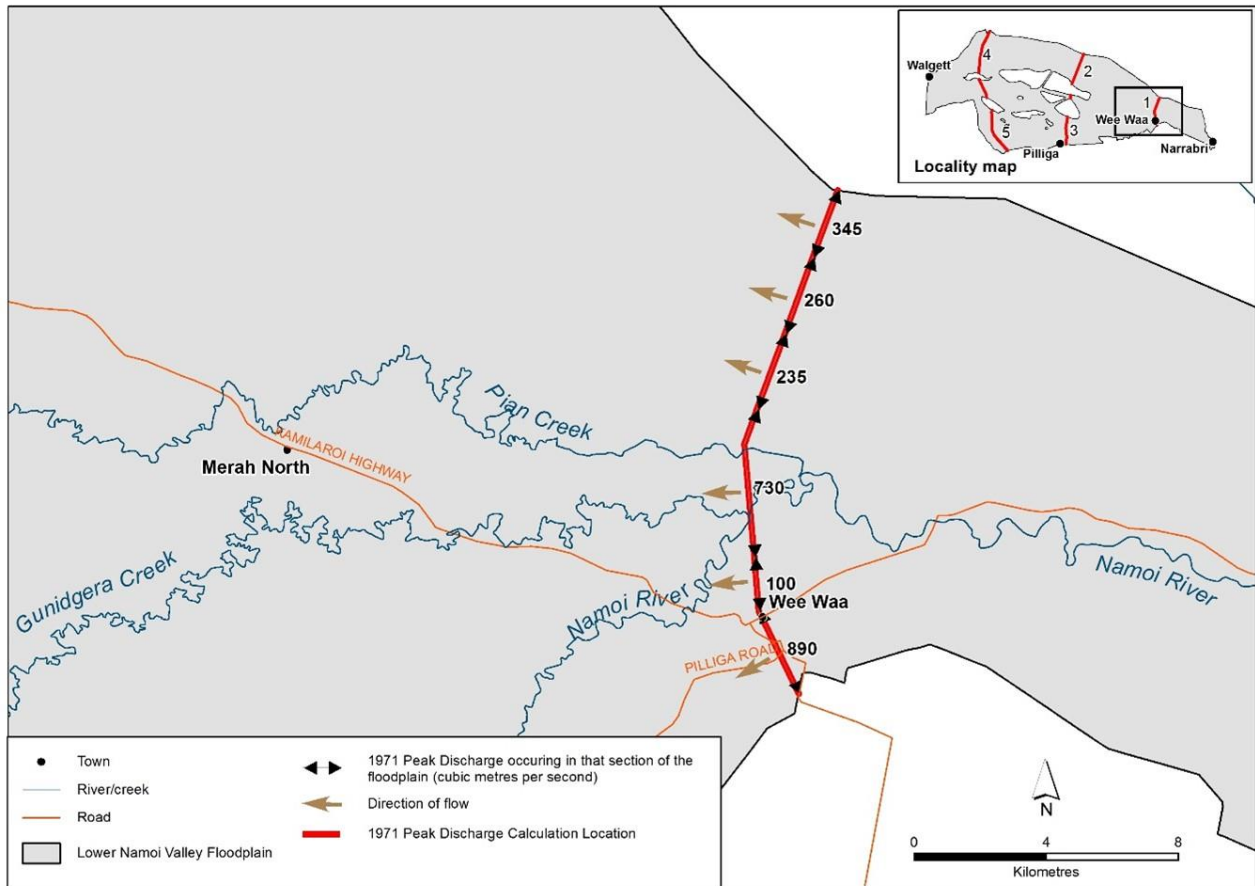 Walgett
4
2
1
Wee Waa
5
3
Pilliga
Narrabri
Locality map
345
260
235
Pian Creek
KAMILAROI HIGHWAY
Merah North
730
Gunidgera Creek
Namoi River
100
Wee Waa
Namoi River
PILLIGA ROAD
890
Town
River/creek
Road
Lower Namoi Valley Floodplain
1971 Peak Discharge occuring in that section of the
floodplain (cubic metres per second)
Direction of flow
1971 Peak Discharge Calculation Location
N
0 4 8
Kilometres